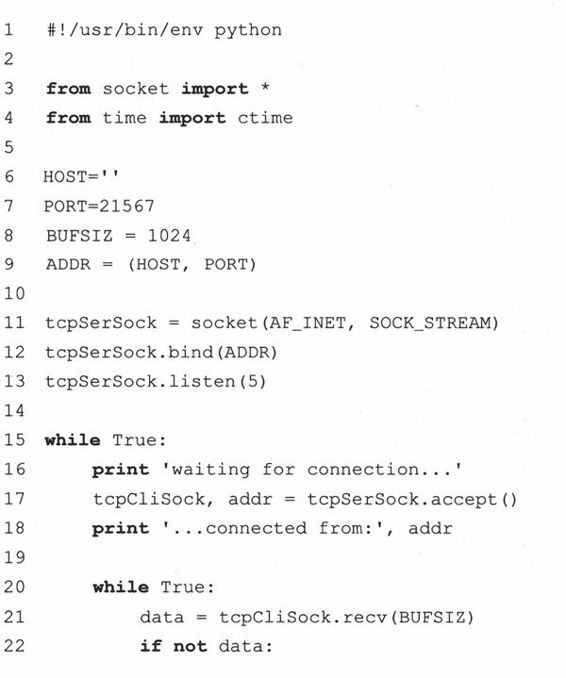 1 #!/usr/bin/env python
2
3 from socket import *
4 from time import ctime
5
6 HOST=''
7 PORT=21567
8 BUFSIZ = 1024
9 ADDR = (HOST, PORT)
10
11 tcpSerSock = socket(AF_INET, SOCK_STREAM)
12 tcpSerSock.bind(ADDR)
13 tcpSerSock.listen(5)
14
15 while True:
16     print 'waiting for connection...'
17     tcpCliSock, addr = tcpSerSock.accept()
18     print '...connected from:', addr
19
20     while True:
21         data = tcpCliSock.recv(BUFSIZ)
22         if not data: